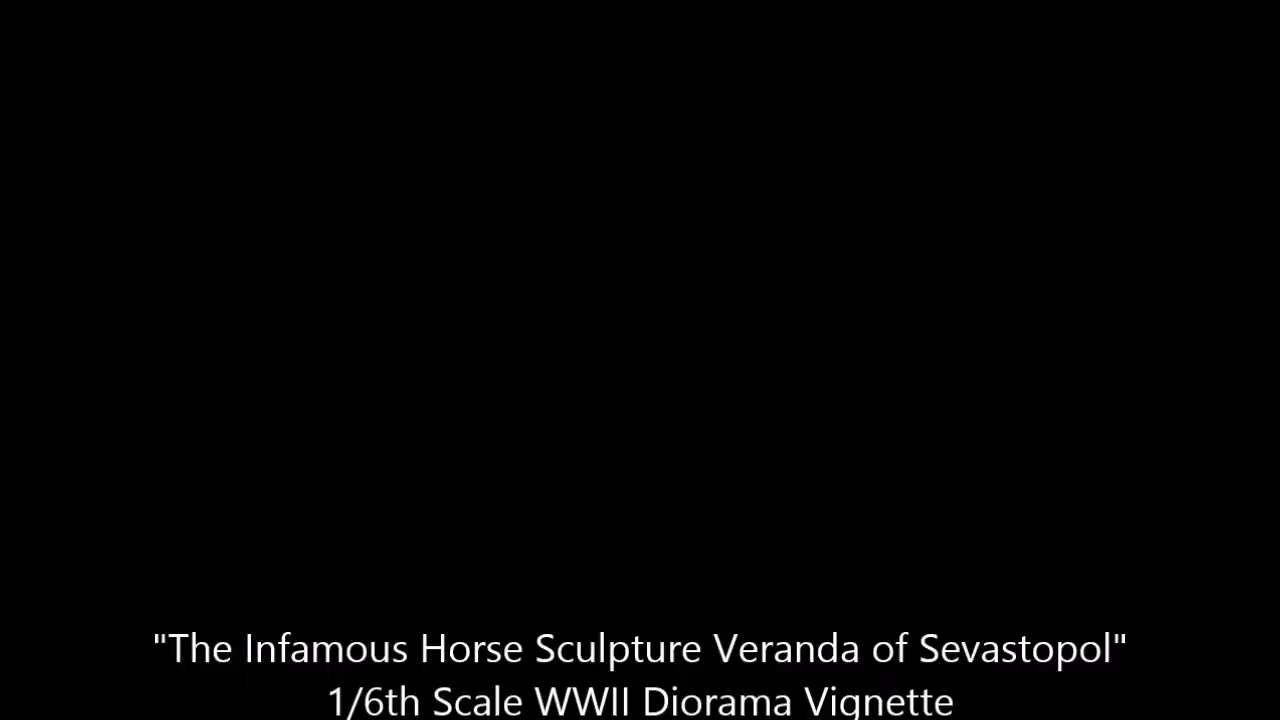 "The Infamous Horse Sculpture Veranda of Sevastopol"
1/6th Scale WWII Diorama Vignette